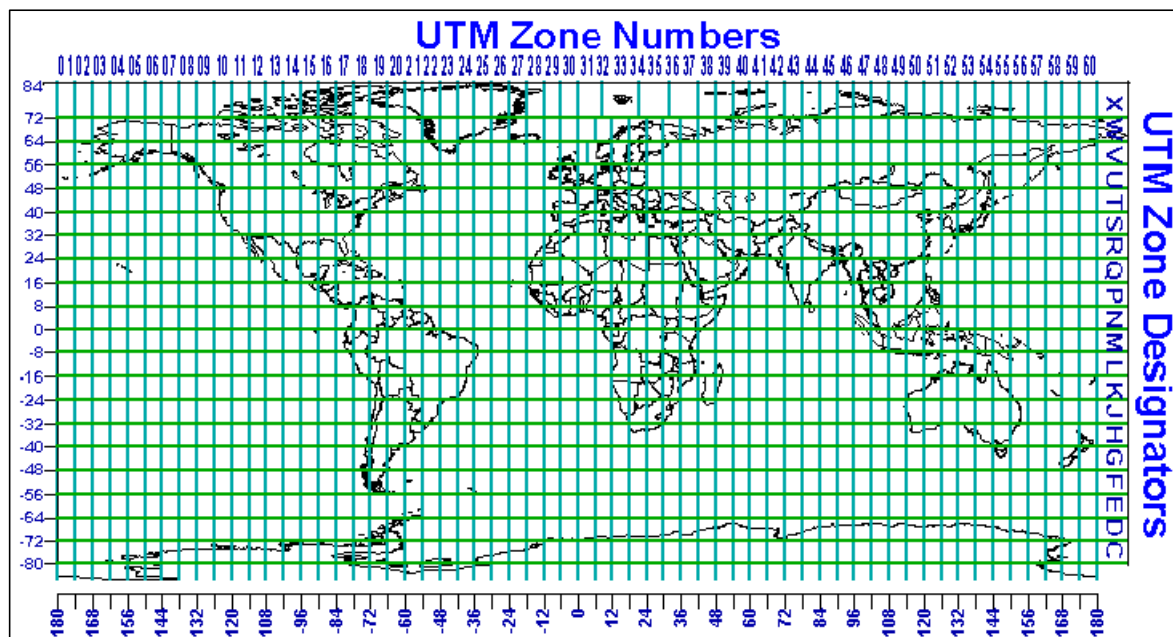 UTM Zone Numbers
01 02 03 04 05 06 07 08 09 10 11 12 13 14 15 16 17 18 19 20 21 22 23 24 25 26 27 28 29 30 31 32 33 34 35 36 37 38 39 40 41 42 43 44 45 46 47 48 49 50 51 52 53 54 55 56 57 58 59 60
84
72
64
56
48
40
32
24
16
8
0
-8
-16
-24
-32
-40
-48
-56
-64
-72
-80
X
W
V
U
T
S
R
Q
P
N
M
L
K
J
H
G
F
E
D
C
UTM Zone Designators
180 168 156 144 132 120 108 -96 -84 -72 -60 -48 -36 -24 -12 0 12 24 36 48 60 72 84 96 108 120 132 144 156 168 180